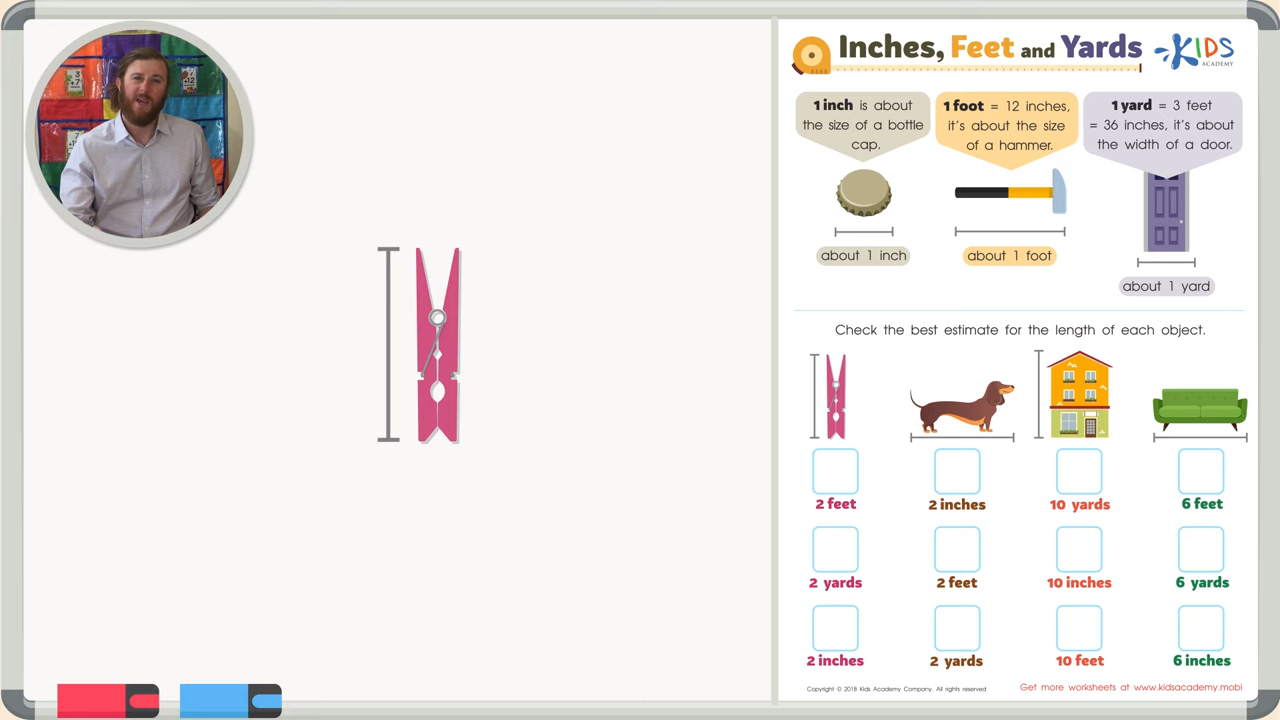 Inches, Feet and Yards
KIDS
ACADEMY
1 inch is about
the size of a bottle
cap.
1 foot = 12 inches,
it's about the size
of a hammer.
1 yard = 3 feet
= 36 inches, it's about
the width of a door.
about 1 inch
about 1 foot
about 1 yard
Check the best estimate for the length of each object.
2 feet
2 inches
10 yards
6 feet
2 yards
2 feet
10 inches
6 yards
2 inches
2 yards
10 feet
6 inches
Copyright © 2018 Kids Academy Company. All rights reserved
Get more worksheets at www.kidsacademy.mobi